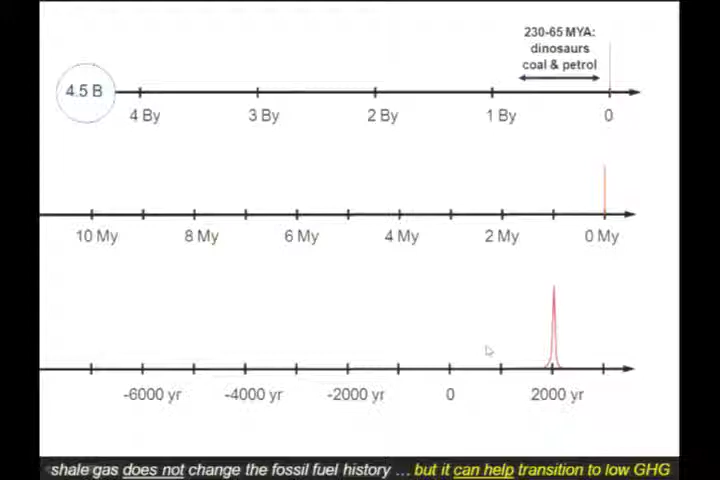 230-65 MYA:
dinosaurs
coal & petrol
4.5 B
4 By 3 By 2 By 1 By 0
10 My 8 My 6 My 4 My 2 My 0 My
-6000 yr -4000 yr -2000 yr 0 2000 yr
shale gas does not change the fossil fuel history ... but it can help transition to low GHG